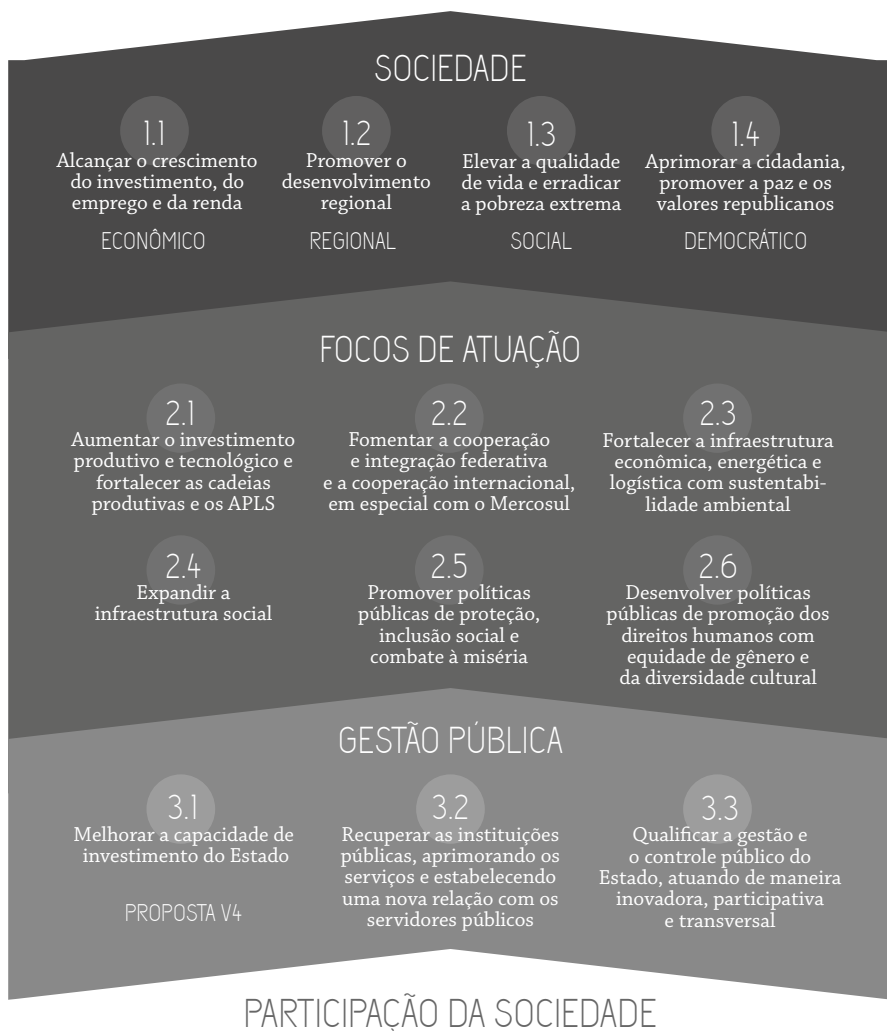 SOCIEDADE
1.1
Alcançar o crescimento
do investimento, do
emprego e da renda
ECONÔMICO
1.2
Promover o
desenvolvimento
regional
REGIONAL
1.3
Elevar a qualidade
de vida e erradicar
a pobreza extrema
SOCIAL
1.4
Aprimorar a cidadania,
promover a paz e os
valores republicanos
DEMOCRÁTICO
FOCOS DE ATUAÇÃO
2.1
Aumentar o investimento
produtivo e tecnológico e
fortalecer as cadeias
produtivas e os APLS
2.2
Fomentar a cooperação
e integração federativa
e a cooperação internacional,
em especial com o Mercosul
2.3
Fortalecer a infraestrutura
econômica, energética e
logística com sustentabi-
lidade ambiental
2.4
Expandir a
infraestrutura social
2.5
Promover políticas
públicas de proteção,
inclusão social e
combate à miséria
2.6
Desenvolver políticas
públicas de promoção dos
direitos humanos com
equidade de gênero e
da diversidade cultural
GESTÃO PÚBLICA
3.1
Melhorar a capacidade de
investimento do Estado
PROPOSTA V4
3.2
Recuperar as instituições
públicas, aprimorando os
serviços e estabelecendo
uma nova relação com os
servidores públicos
3.3
Qualificar a gestão e
o controle público do
Estado, atuando de maneira
inovadora, participativa
e transversal
PARTICIPAÇÃO DA SOCIEDADE